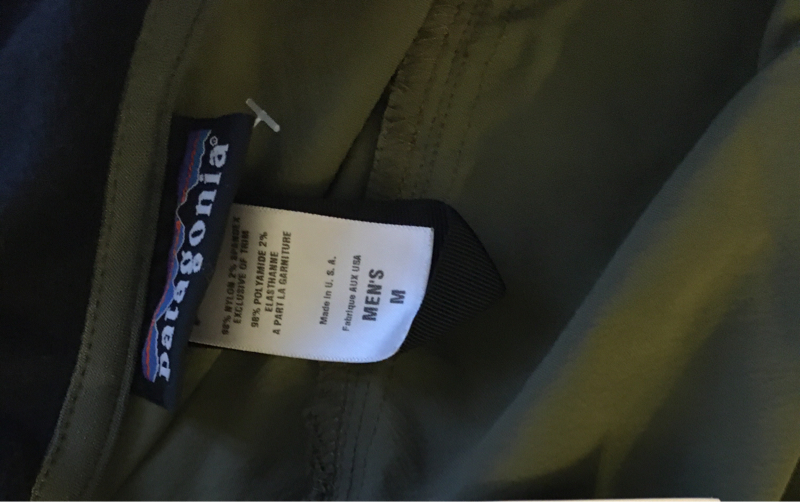 patagonia®
98% NYLON 2% SPANDEX
EXCLUSIVE OF TRIM
98% POLYAMIDE 2%
ELASTHANNE
A PART LA GARNITURE
Made in U. S. A.
Fabrique AUX USA
MEN'S
M